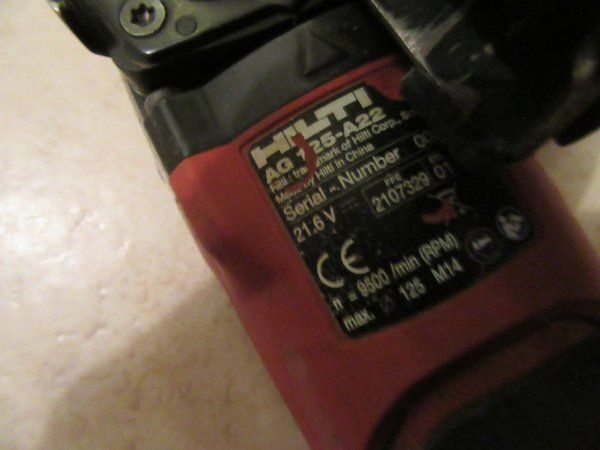 HILTI
AG 125-A22
Hilti trademark of Hilti Corp.,
Made by Hilti in China
Serial - Number
21.6 V
2107329 01
CE
n = 9500 /min (RPM)
max. 125 M14